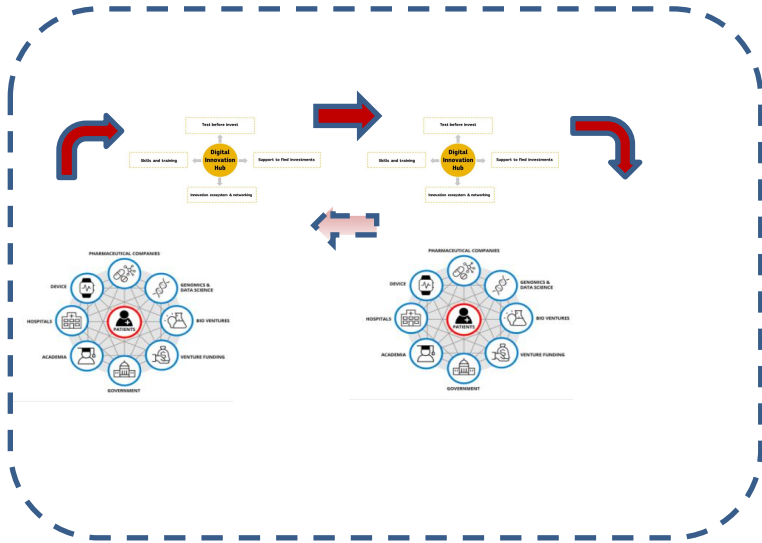 Test before invest
Skills and training
Digital
Innovation
Hub
Support to find investments
Innovation ecosystem & networking
Test before invest
Skills and training
Digital
Innovation
Hub
Support to find investments
Innovation ecosystem & networking
PHARMACEUTICAL COMPANIES
DEVICE
GENOMICS &
DATA SCIENCE
HOSPITALS
PATIENTS
BIO VENTURES
ACADEMIA
VENTURE FUNDING
GOVERNMENT
PHARMACEUTICAL COMPANIES
DEVICE
GENOMICS &
DATA SCIENCE
HOSPITALS
PATIENTS
BIO VENTURES
ACADEMIA
VENTURE FUNDING
GOVERNMENT